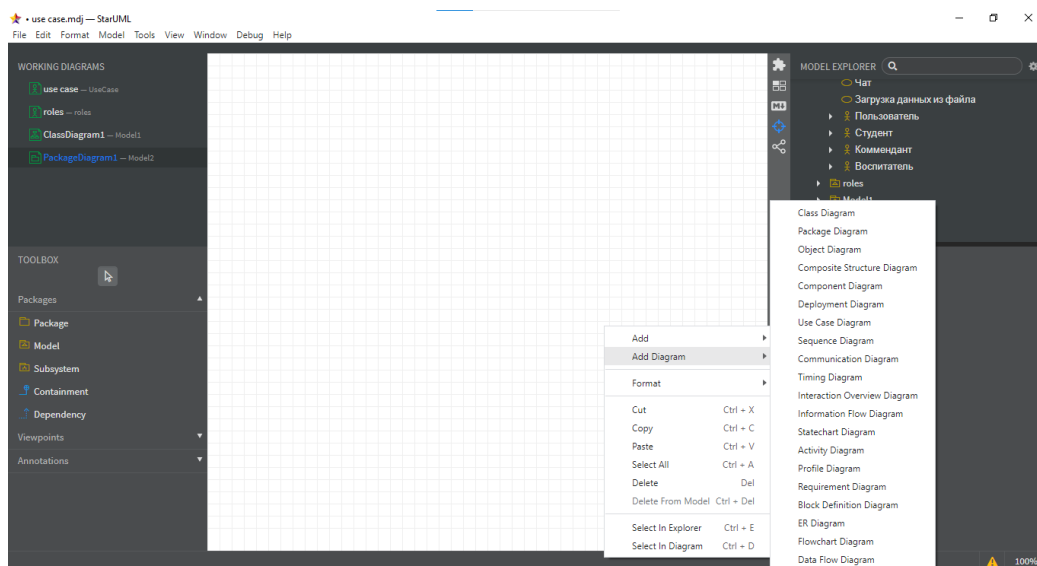 • use case.mdj — StarUML
File Edit Format Model Tools View Window Debug Help
WORKING DIAGRAMS
use case — UseCase
roles — roles
ClassDiagram1 — Model1
PackageDiagram1 — Model2
TOOLBOX
Packages
Package
Model
Subsystem
Containment
Dependency
Viewpoints
Annotations
M
MODEL EXPLORER
Чат
Загрузка данных из файла
Пользователь
Студент
Коммендант
Воспитатель
roles
Model1
Add
Add Diagram
Format
Cut Ctrl + X
Copy Ctrl + C
Paste Ctrl + V
Select All Ctrl + A
Delete Del
Delete From Model Ctrl + Del
Select In Explorer Ctrl + E
Select In Diagram Ctrl + D
Class Diagram
Package Diagram
Object Diagram
Composite Structure Diagram
Component Diagram
Deployment Diagram
Use Case Diagram
Sequence Diagram
Communication Diagram
Timing Diagram
Interaction Overview Diagram
Information Flow Diagram
Statechart Diagram
Activity Diagram
Profile Diagram
Requirement Diagram
Block Definition Diagram
ER Diagram
Flowchart Diagram
Data Flow Diagram
100%